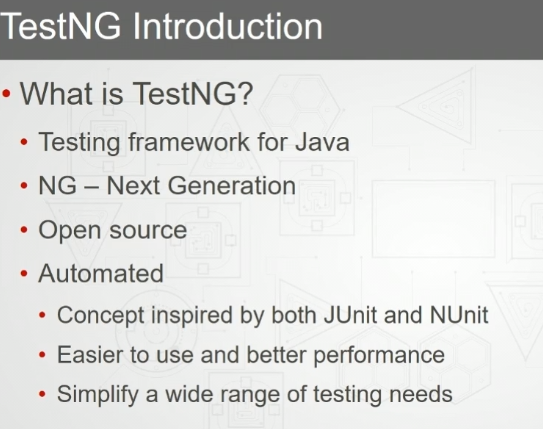 TestNG Introduction
• What is TestNG?
• Testing framework for Java
• NG – Next Generation
• Open source
• Automated
• Concept inspired by both JUnit and NUnit
• Easier to use and better performance
• Simplify a wide range of testing needs